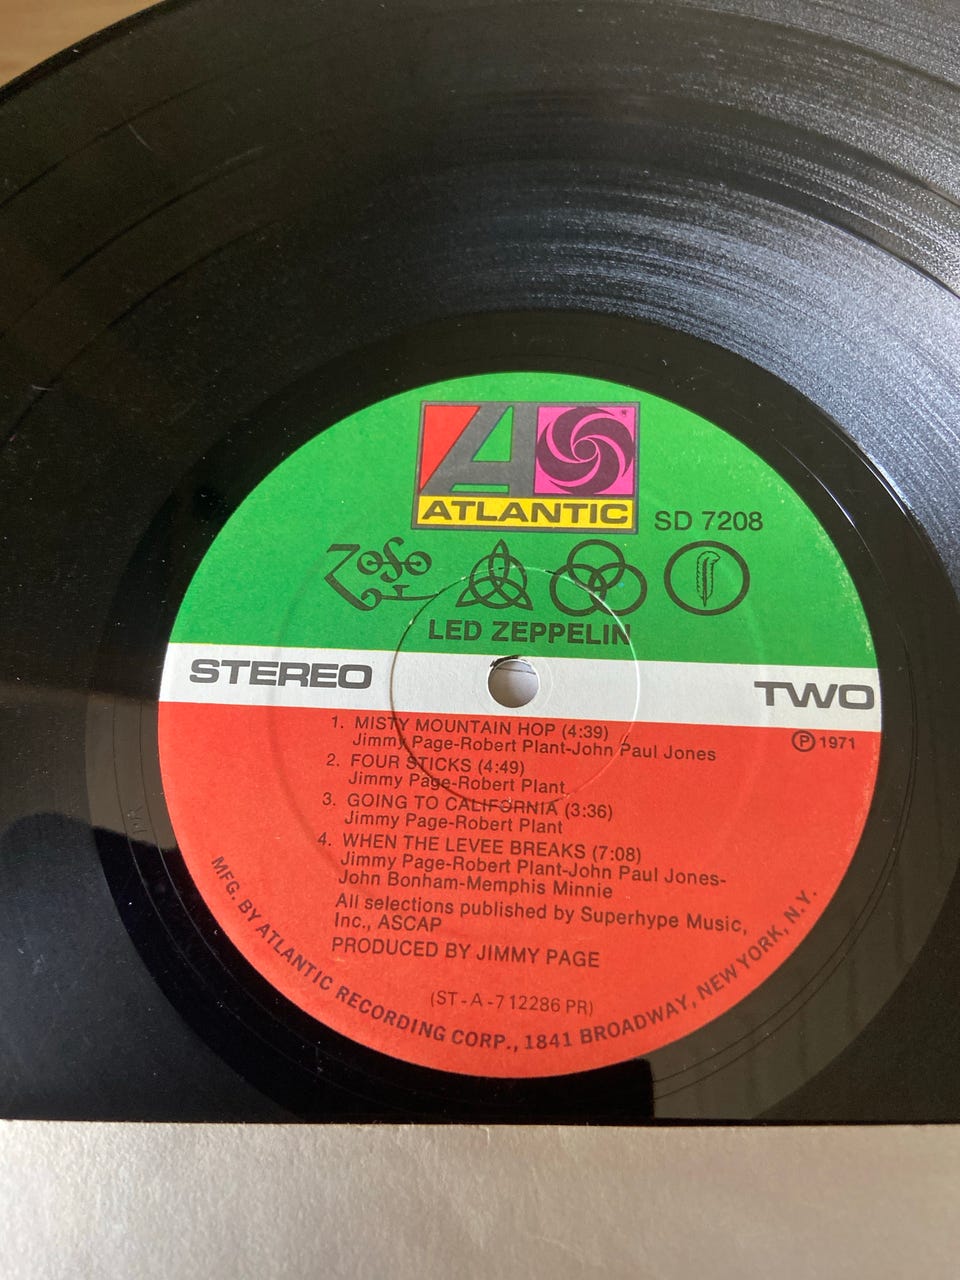 ATLANTIC
SD 7208
ZoSo
LED ZEPPELIN
STEREO
TWO
1. MISTY MOUNTAIN HOP (4:39)
Jimmy Page-Robert Plant-John Paul Jones
℗ 1971
2. FOUR STICKS (4:49)
Jimmy Page-Robert Plant
3. GOING TO CALIFORNIA (3:36)
Jimmy Page-Robert Plant
4. WHEN THE LEVEE BREAKS (7:08)
Jimmy Page-Robert Plant-John Paul Jones-
John Bonham-Memphis Minnie
All selections published by Superhype Music,
Inc., ASCAP
PRODUCED BY JIMMY PAGE
(ST-A-712286 PR)
MFG. BY ATLANTIC RECORDING CORP., 1841 BROADWAY, NEW YORK, N.Y.